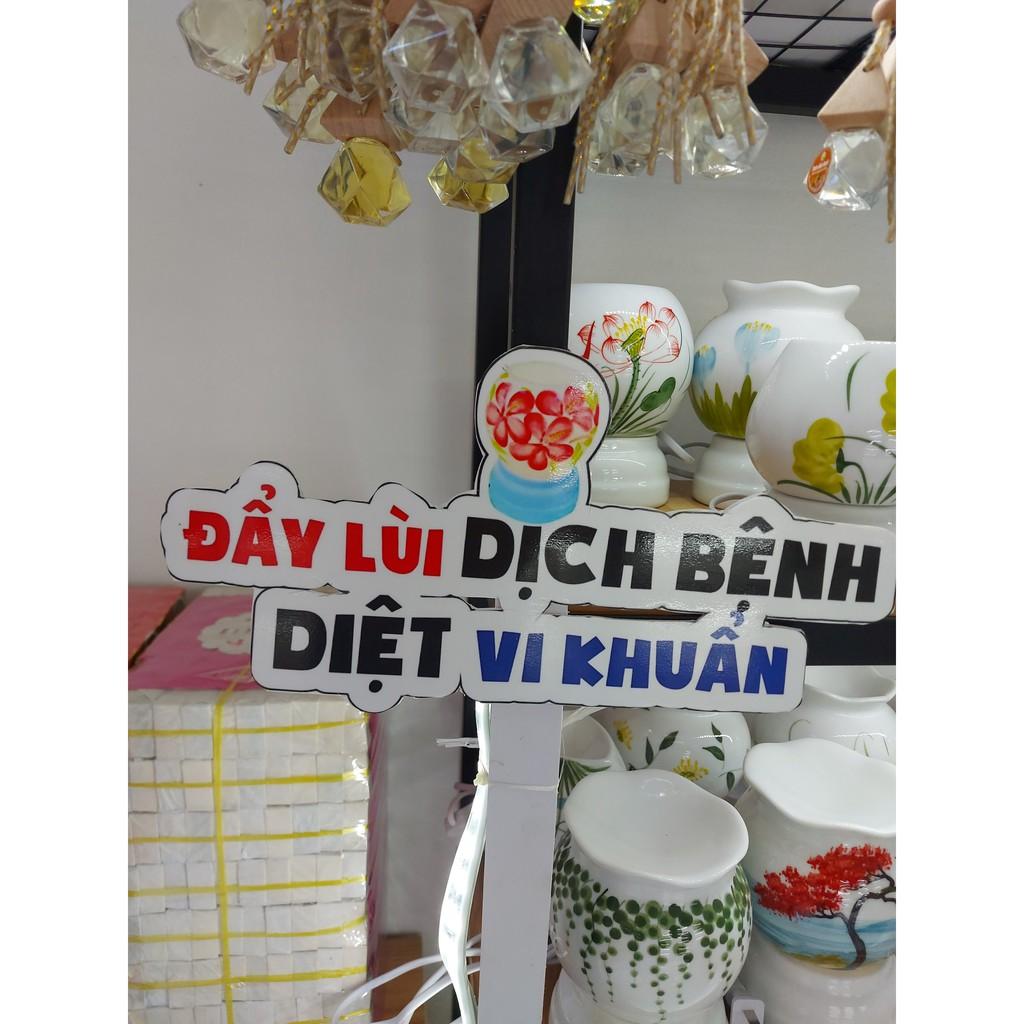 ĐẨY LÙI DỊCH BỆNH
DIỆT VI KHUẨN